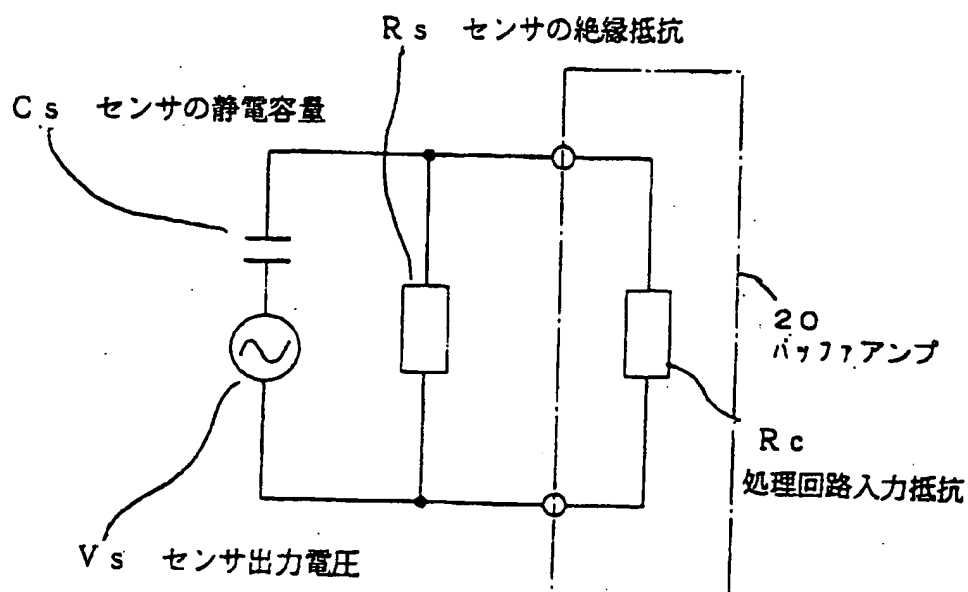 Rs センサの絶縁抵抗
Cs センサの静電容量
20
バッファアンプ
Rc
処理回路入力抵抗
Vs センサ出力電圧